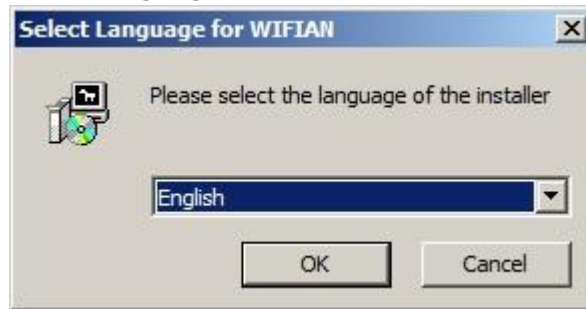 Select Language for WIFIAN
Please select the language of the installer
English
OK
Cancel